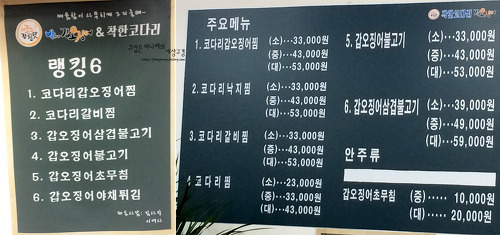 & 착한코다리
랭킹6
1. 코다리갑오징어찜
2. 코다리갈비찜
3. 갑오징어삼겹불고기
4. 갑오징어불고기
5. 갑오징어초무침
6. 갑오징어야채튀김
주요메뉴
1. 코다리갑오징어찜 (소)···33,000원
(중)···43,000원
(대)···53,000원
2. 코다리낙지찜 (소)···33,000원
(중)···43,000원
(대)···53,000원
3. 코다리갈비찜 (소)···33,000원
(중)···43,000원
(대)···53,000원
4. 코다리찜 (소)···23,000원
(중)···33,000원
(대)···43,000원
& 착한코다리
5. 갑오징어불고기 (소)···33,000원
(중)···43,000원
(대)···53,000원
6. 갑오징어삼겹불고기 (소)···39,000원
(중)···49,000원
(대)···59,000원
안주류
갑오징어초무침 (중)····· 10,000원
(대)····· 20,000원